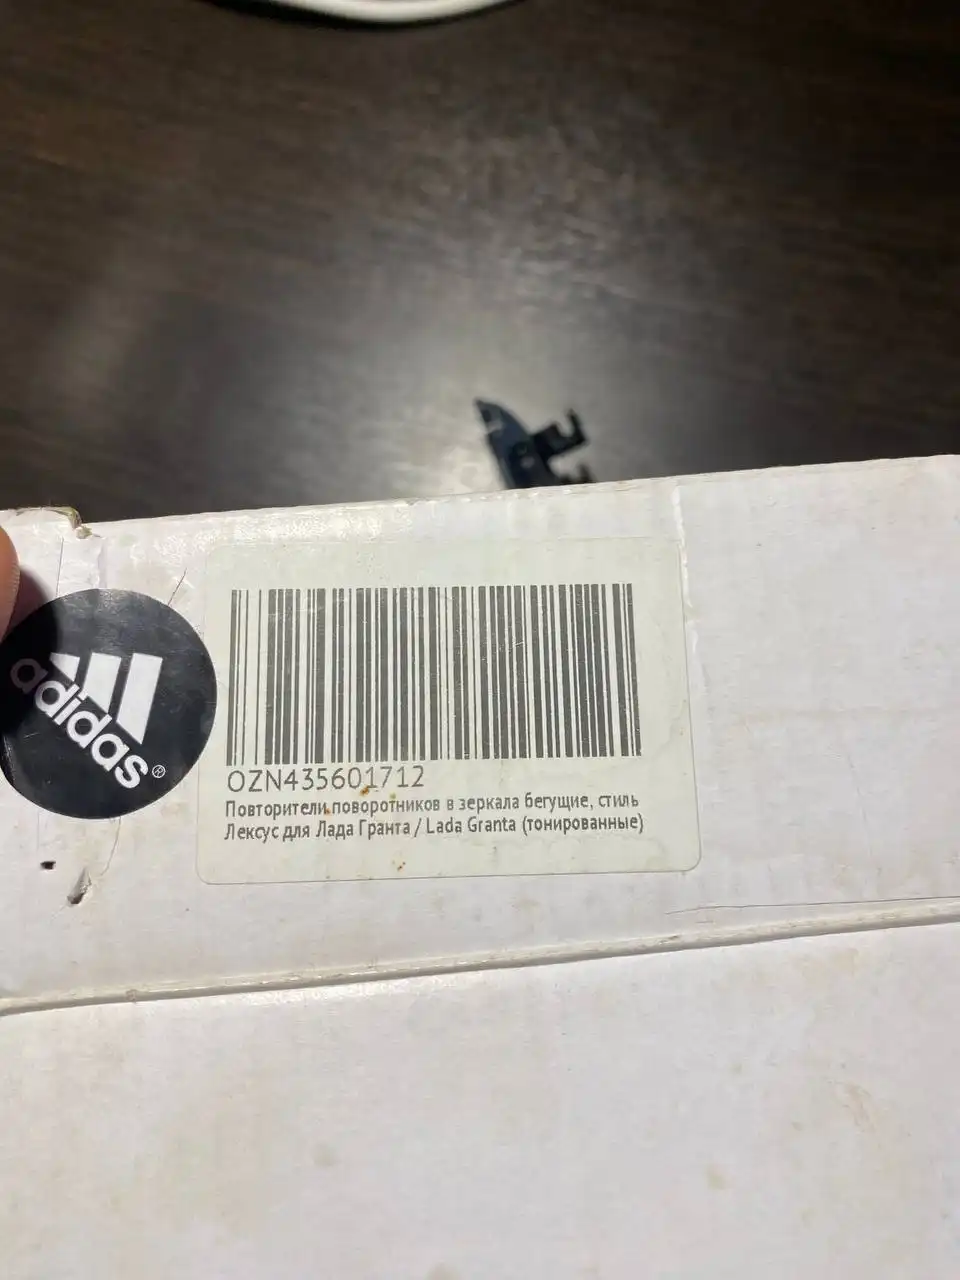 adidas®
OZN435601712
Повторители поворотников в зеркала бегущие, стиль
Лексус для Лада Гранта / Lada Granta (тонированные)